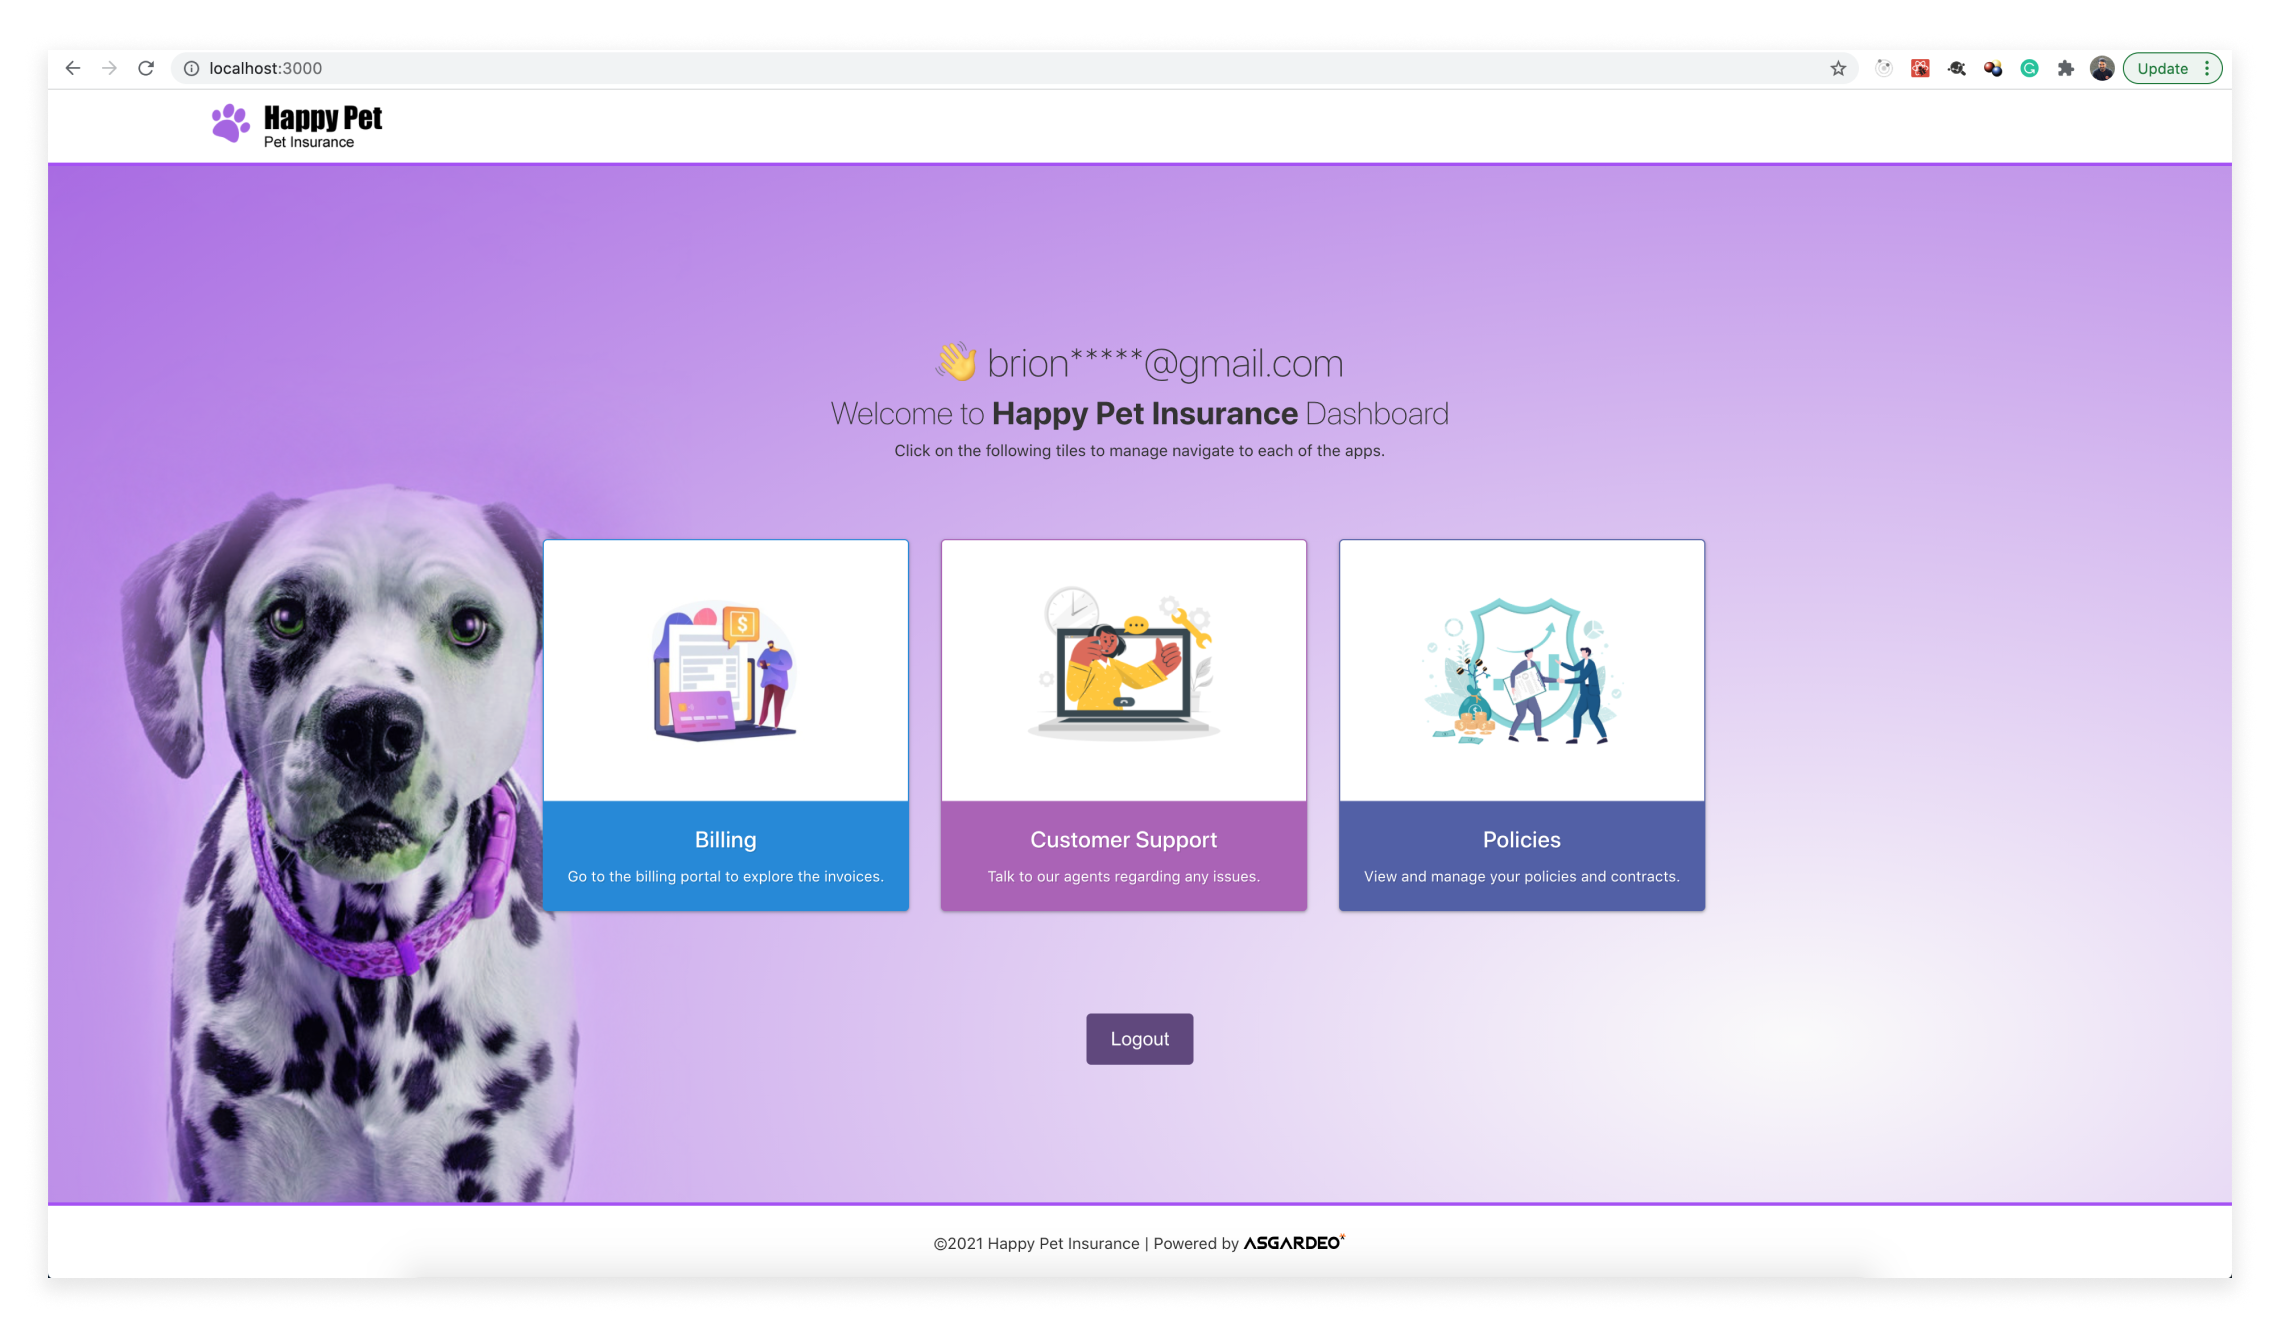 localhost:3000
Update
Happy Pet
Pet Insurance
👋 brion*****@gmail.com
Welcome to Happy Pet Insurance Dashboard
Click on the following tiles to manage navigate to each of the apps.
Billing
Go to the billing portal to explore the invoices.
Customer Support
Talk to our agents regarding any issues.
Policies
View and manage your policies and contracts.
Logout
©2021 Happy Pet Insurance | Powered by ASGARDEO